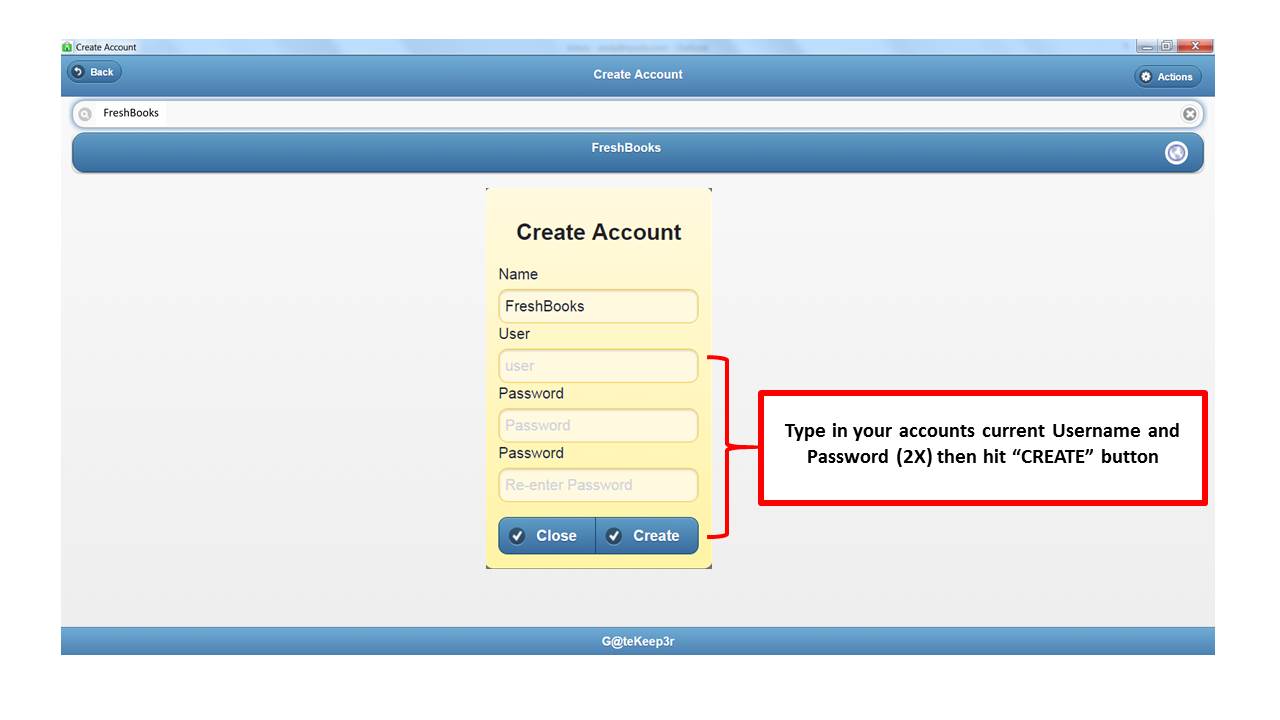 Create Account
Back
Create Account
Actions
FreshBooks
FreshBooks
Create Account
Name
FreshBooks
User
user
Password
Password
Password
Re-enter Password
Close
Create
Type in your accounts current Username and
Password (2X) then hit “CREATE” button
G@teKeep3r